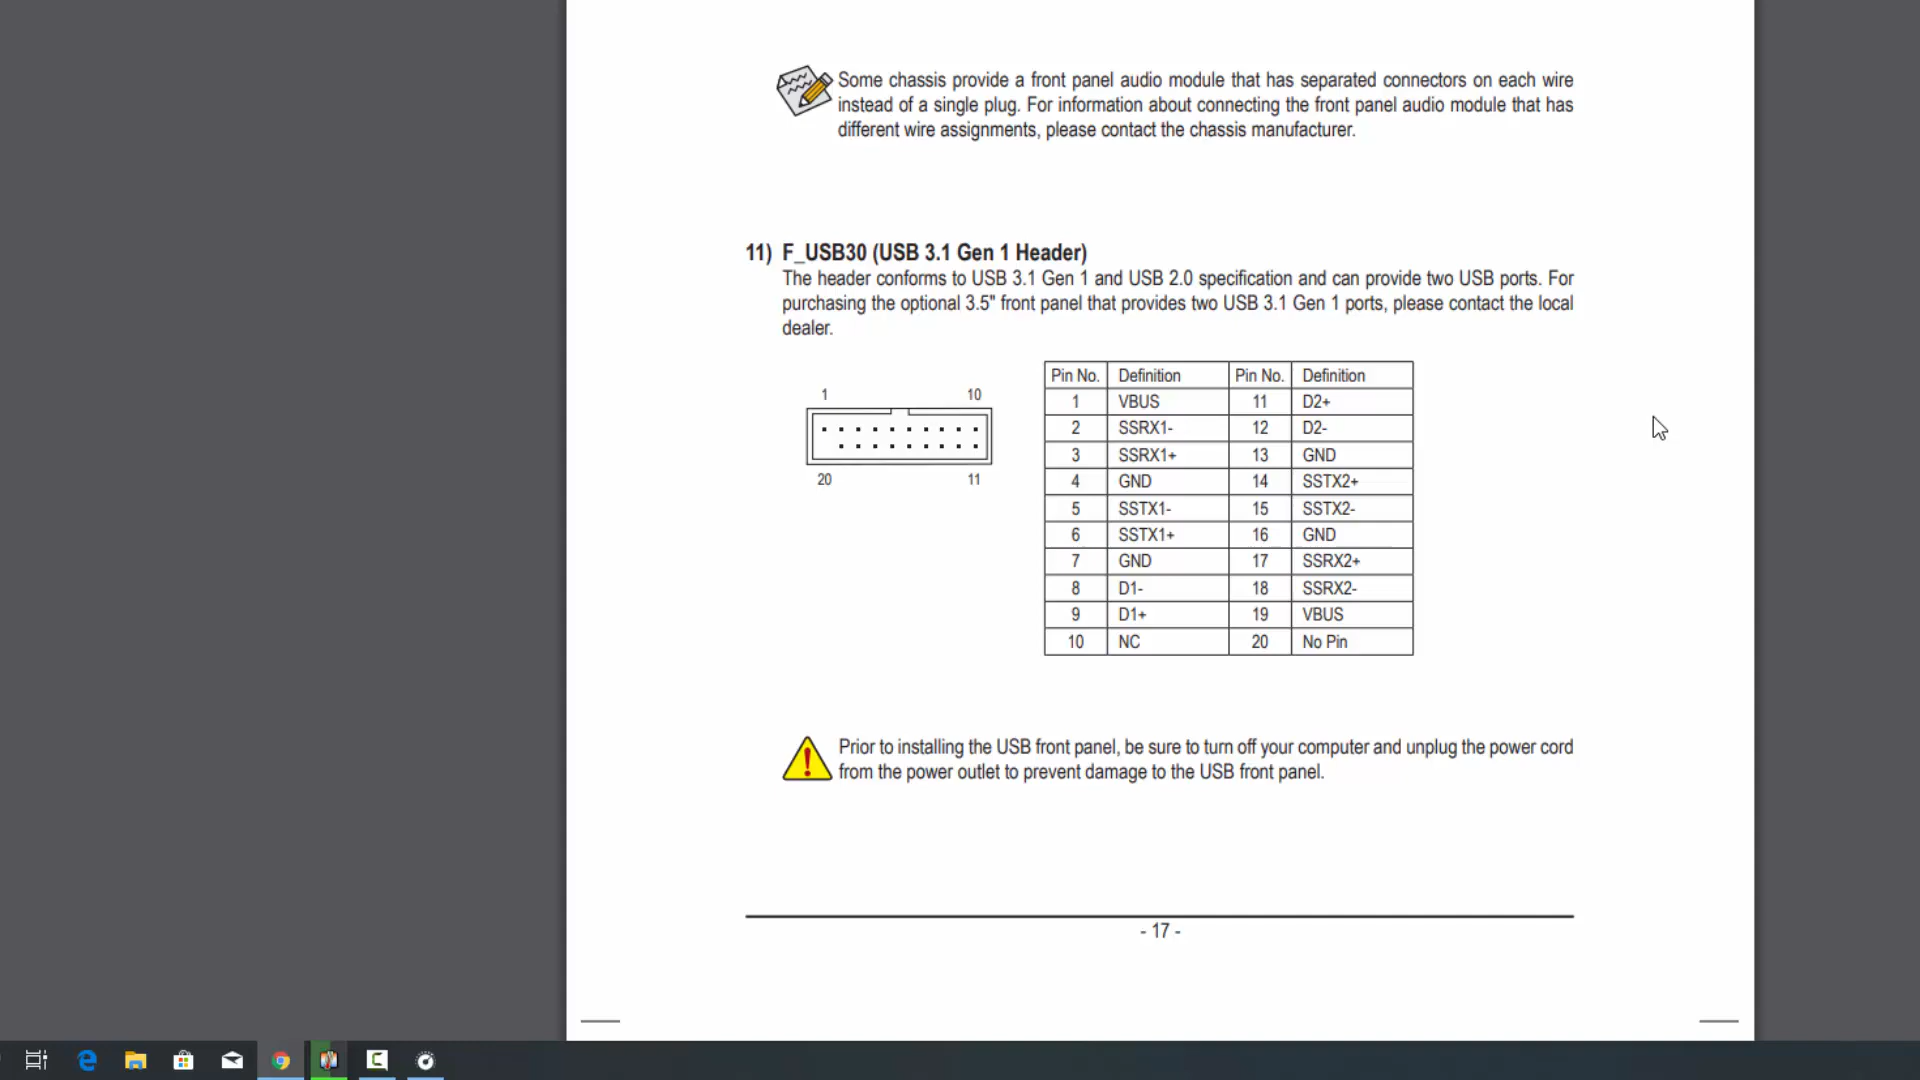 Some chassis provide a front panel audio module that has separated connectors on each wire
instead of a single plug. For information about connecting the front panel audio module that has
different wire assignments, please contact the chassis manufacturer.
11) F_USB30 (USB 3.1 Gen 1 Header)
The header conforms to USB 3.1 Gen 1 and USB 2.0 specification and can provide two USB ports. For
purchasing the optional 3.5" front panel that provides two USB 3.1 Gen 1 ports, please contact the local
dealer.
1 10
20 11
Pin No. Definition Pin No. Definition
1 VBUS 11 D2+
2 SSRX1- 12 D2-
3 SSRX1+ 13 GND
4 GND 14 SSTX2+
5 SSTX1- 15 SSTX2-
6 SSTX1+ 16 GND
7 GND 17 SSRX2+
8 D1- 18 SSRX2-
9 D1+ 19 VBUS
10 NC 20 No Pin
Prior to installing the USB front panel, be sure to turn off your computer and unplug the power cord
from the power outlet to prevent damage to the USB front panel.
- 17 -